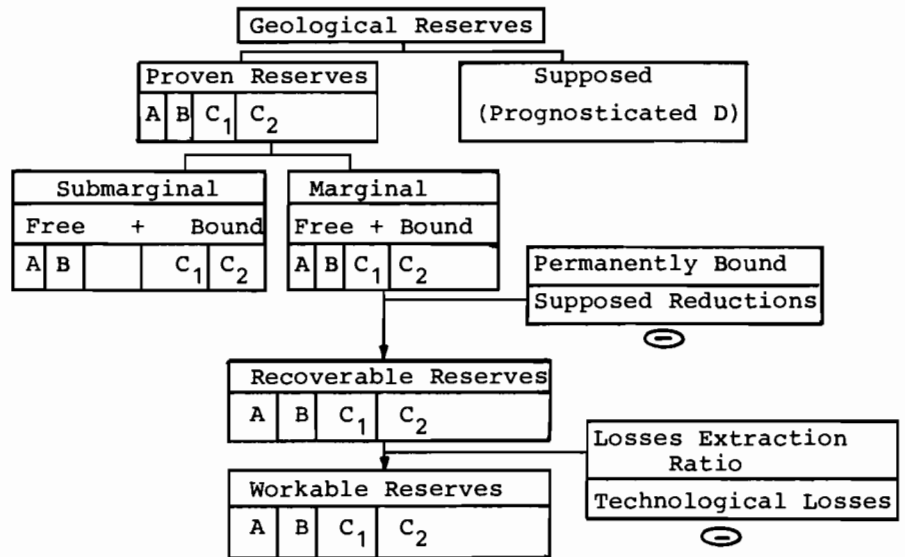 Geological Reserves
Proven Reserves
A B C1 C2
Supposed
(Prognosticated D)
Submarginal
Free + Bound
A B C1 C2
Marginal
Free + Bound
A B C1 C2
Permanently Bound
Supposed Reductions
-
Recoverable Reserves
A B C1 C2
Losses Extraction
Ratio
Technological Losses
-
Workable Reserves
A B C1 C2